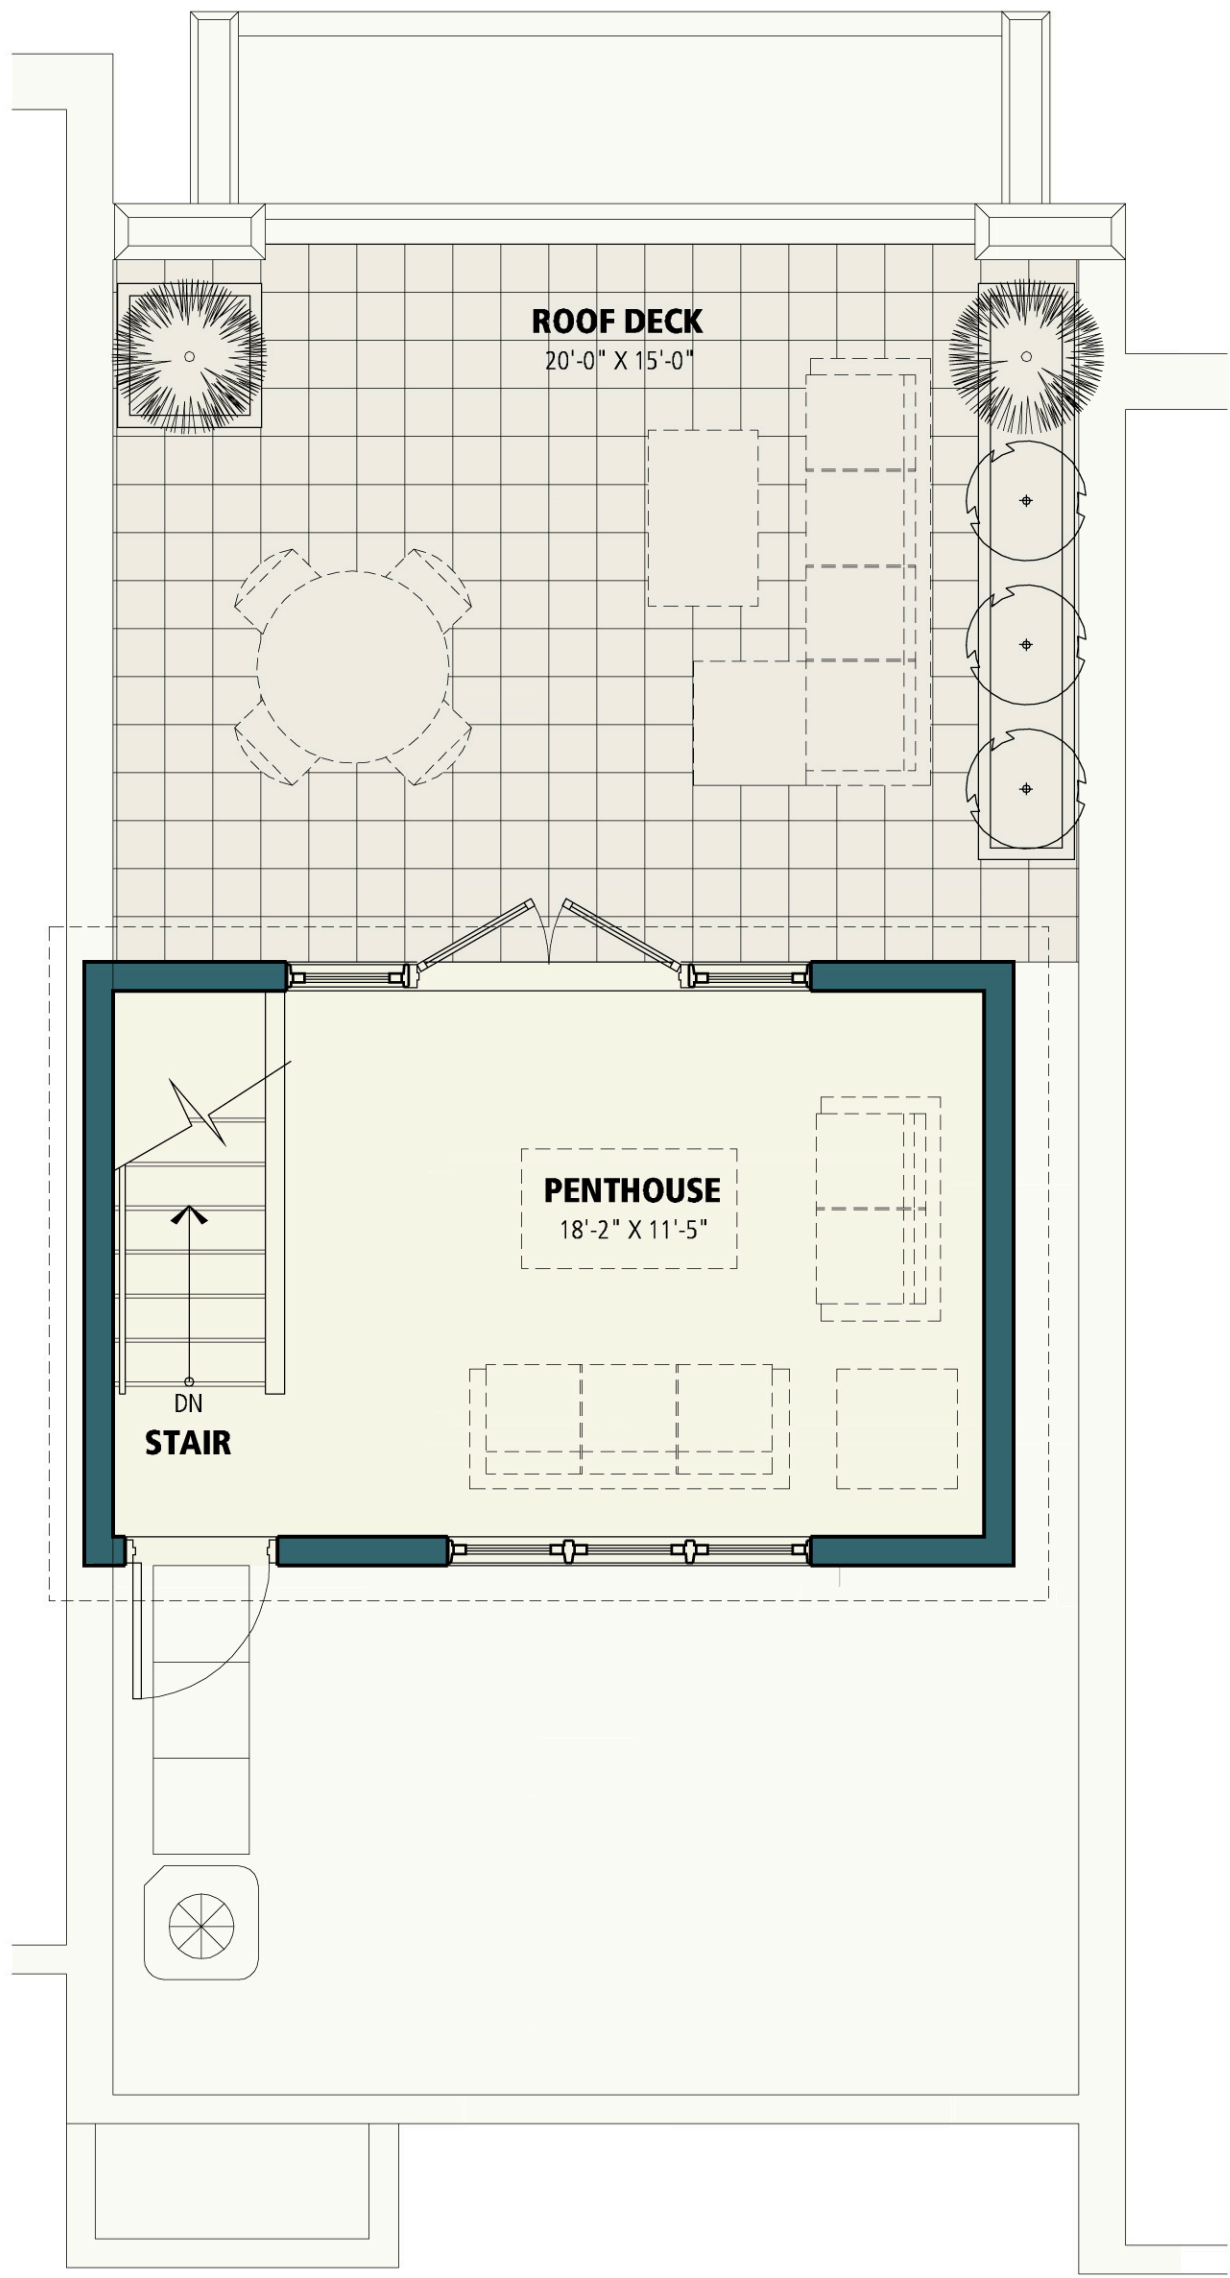 ROOF DECK
20'-0" X 15'-0"
PENTHOUSE
18'-2" X 11'-5"
DN
STAIR